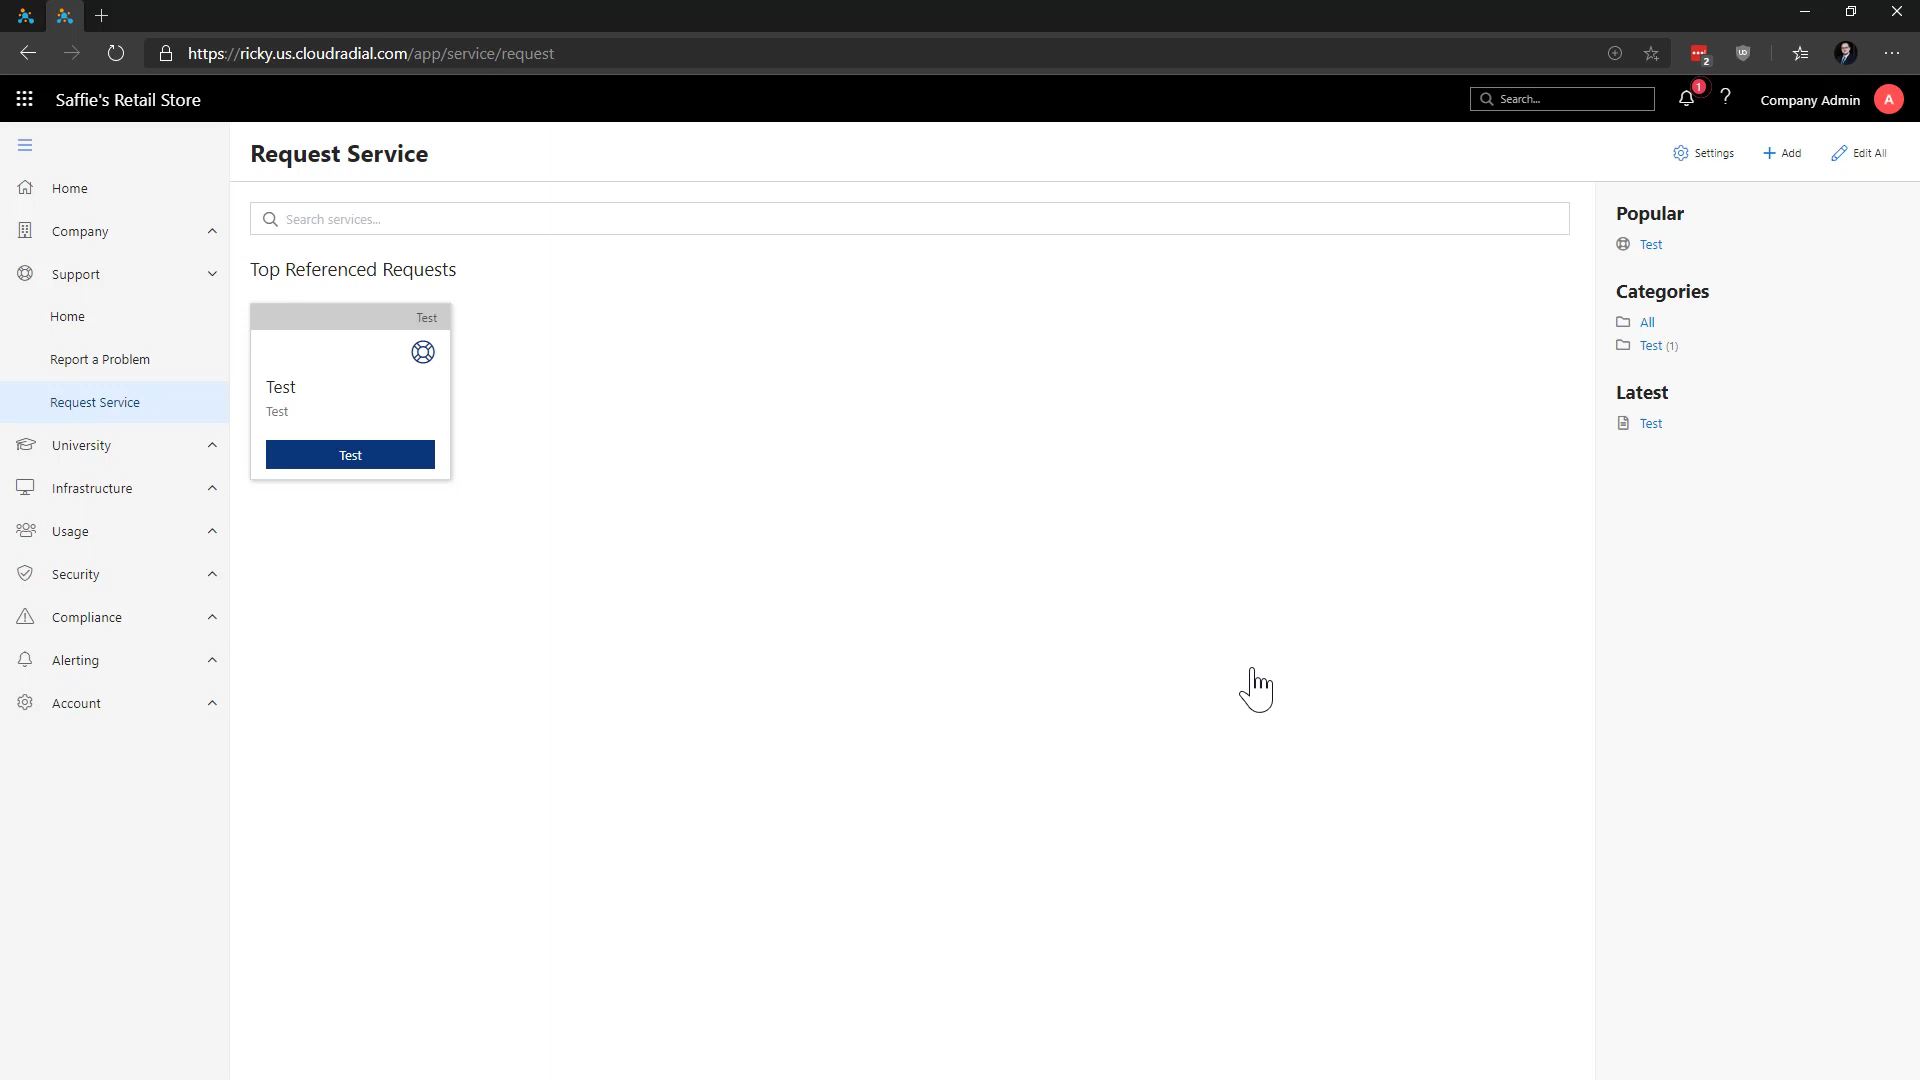 https://ricky.us.cloudradial.com/app/service/request
2
Saffie's Retail Store
Search...
1
?
Company Admin
A
Request Service
Settings
Add
Edit All
Home
Company
Support
Home
Report a Problem
Request Service
University
Infrastructure
Usage
Security
Compliance
Alerting
Account
Search services...
Top Referenced Requests
Test
Test
Test
Test
Popular
Test
Categories
All
Test (1)
Latest
Test